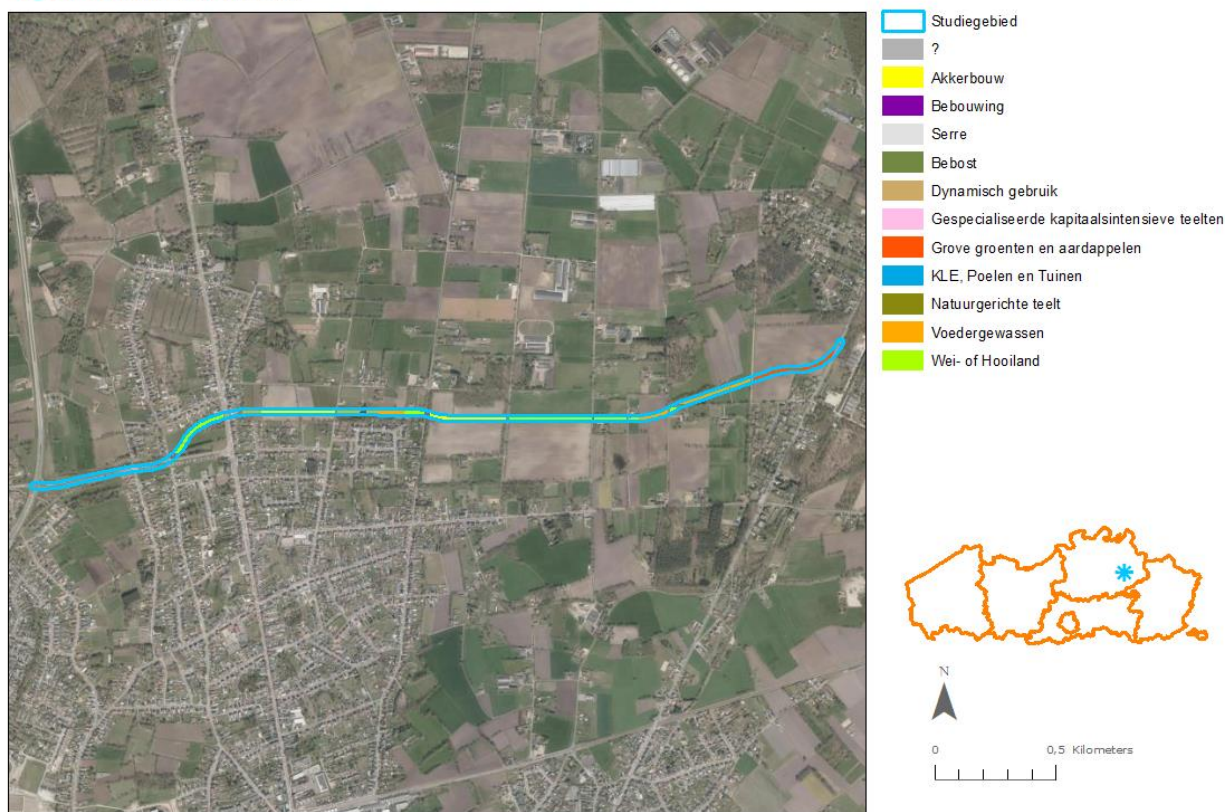 Studiegebied
?
Akkerbouw
Bebouwing
Serre
Bebost
Dynamisch gebruik
Gespecialiseerde kapitaalsintensieve teelten
Grove groenten en aardappelen
KLE, Poelen en Tuinen
Natuurgerichte teelt
Voedergewassen
Wei- of Hooiland
N
0 0,5 Kilometers